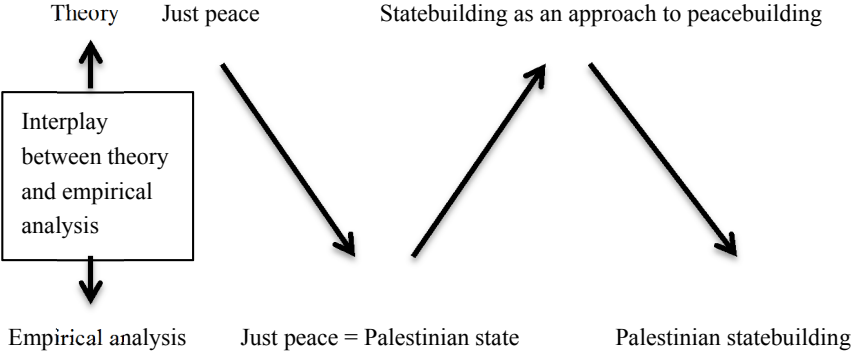 Theory Just peace Statebuilding as an approach to peacebuilding
Interplay
between theory
and empirical
analysis
Empirical analysis Just peace = Palestinian state Palestinian statebuilding